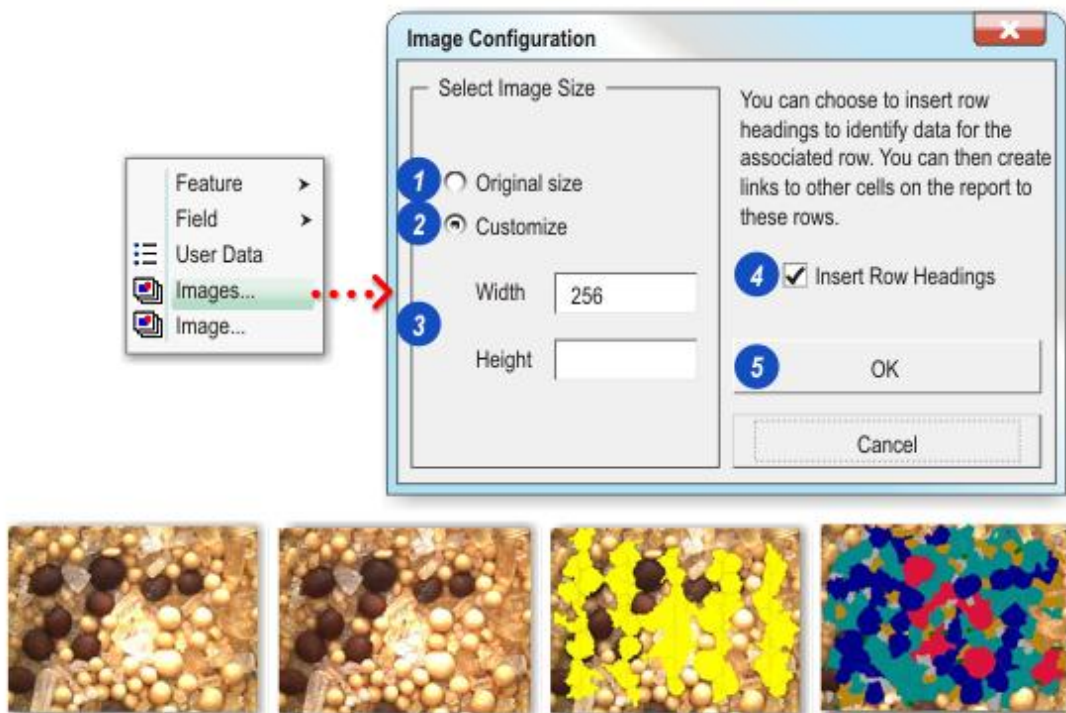 Image Configuration
Select Image Size
1 Original size
2 Customize
Width 256
3
Height
You can choose to insert row
headings to identify data for the
associated row. You can then create
links to other cells on the report to
these rows.
4 Insert Row Headings
5 OK
Cancel
Feature
Field
User Data
Images...
Image...